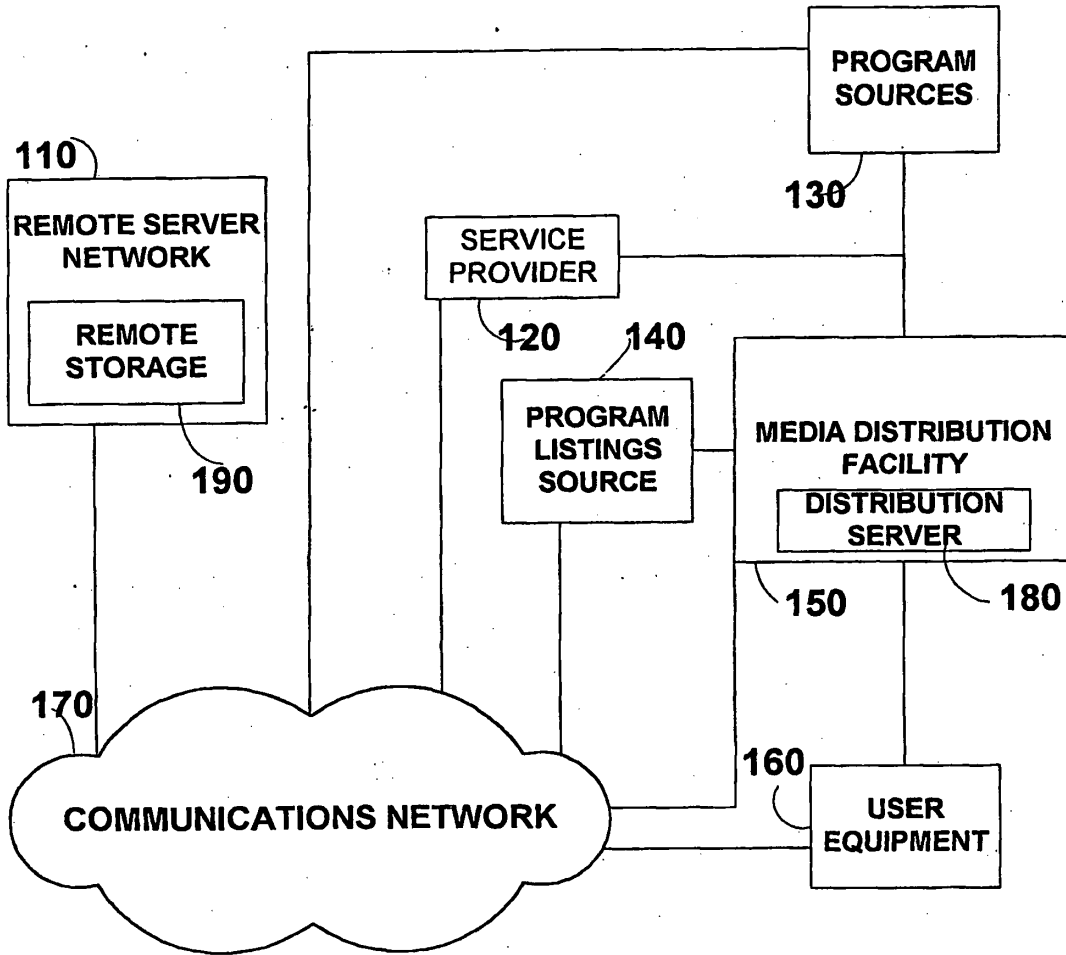 PROGRAM
SOURCES
130
110
REMOTE SERVER
NETWORK
REMOTE
STORAGE
190
SERVICE
PROVIDER
120
140
PROGRAM
LISTINGS
SOURCE
MEDIA DISTRIBUTION
FACILITY
DISTRIBUTION
SERVER
150
180
170
COMMUNICATIONS NETWORK
160
USER
EQUIPMENT